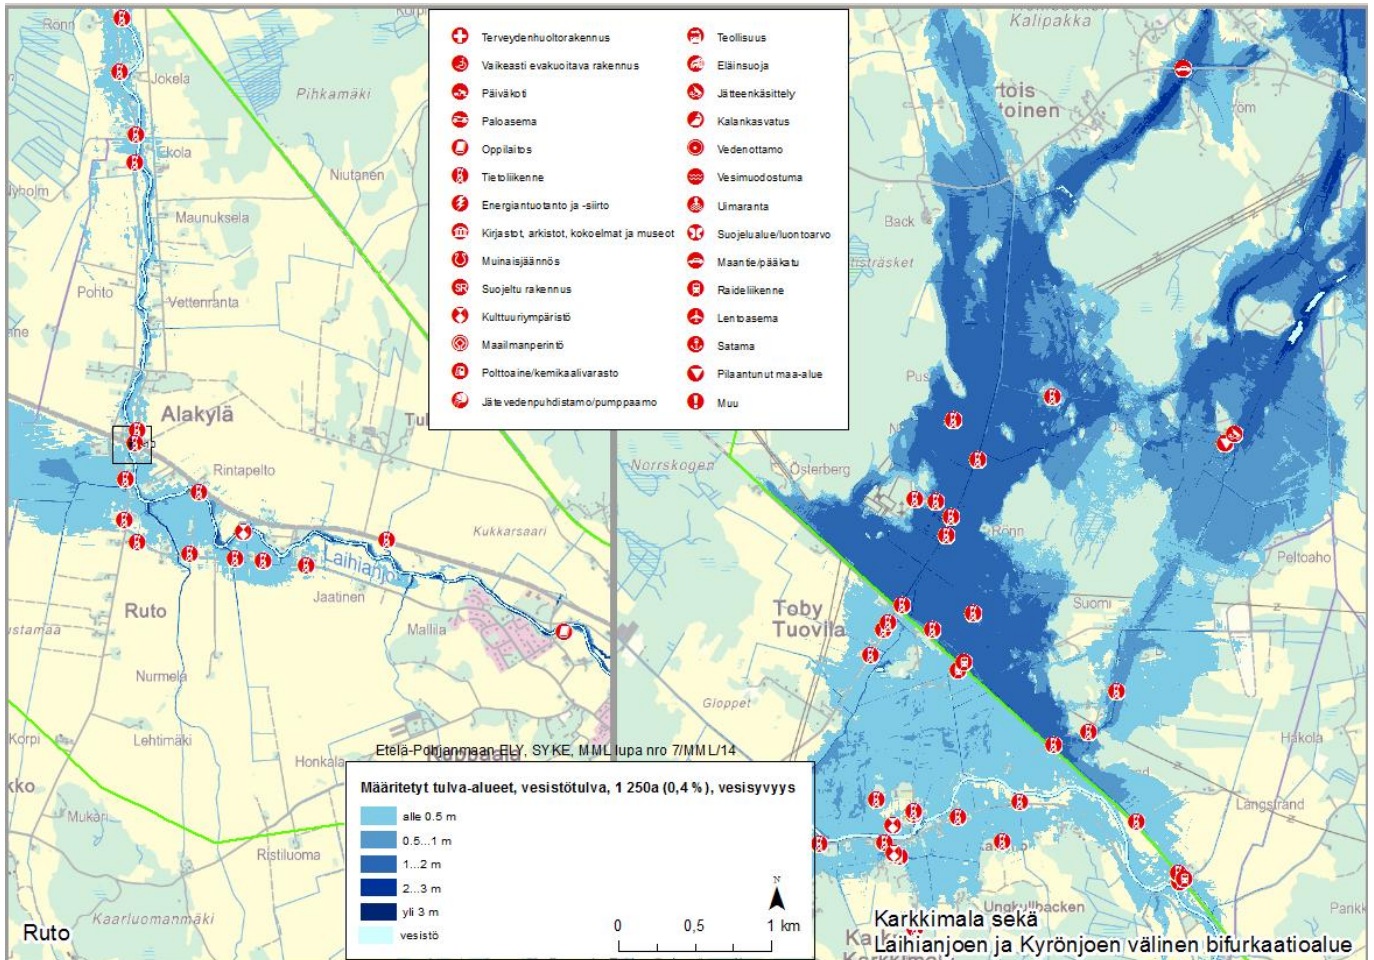 Rönn
Jokela
Pihkamäki
Ekola
Niutanen
Maunuksela
Pohto
Vettenranta
Alakylä
Rintapelto
Kukkarsaari
Laihianjo
Jaatinen
Ruto
Mallila
Nurmela
Korpi
Lehtimäki
Honkala
Mukari
Ristiluoma
Kaarluomanmäki
Ruto
Terveydenhuoltorakennus
Vaikeasti evakuoitava rakennus
Päiväkoti
Paloasema
Oppilaitos
Tietoliikenne
Energiantuotanto ja -siirto
Kirjastot, arkistot, kokoelmat ja museot
Muinaisjäännös
Suojeltu rakennus
Kulttuuriympäristö
Maailmanperintö
Polttoaine/kemikaalivarasto
Jätevedenpuhdistamo/pumppaamo
Teollisuus
Eläinsuoja
Jätteenkäsittely
Kalankasvatus
Vedenottamo
Vesimuodostuma
Uimaranta
Suojelualue/luontoarvo
Maantie/pääkatu
Raideliikenne
Lentoasema
Satama
Pilaantunut maa-alue
Muu
Kalipakka
Back
Norrskogen
Österberg
Rönn
Peltoaho
Toby
Tuovila
Suomi
Gloppet
Håkola
Långstrand
Ungkullbacken
Etelä-Pohjanmaan ELY, SYKE, MML lupa nro 7/MML/14
Määritetyt tulva-alueet, vesistötulva, 1 250a (0,4 %), vesisyvyys
alle 0.5 m
0.5...1 m
1...2 m
2...3 m
yli 3 m
vesistö
N
0 0,5 1 km
Karkkimala sekä
Laihianjoen ja Kyrönjoen välinen bifurkaatioalue